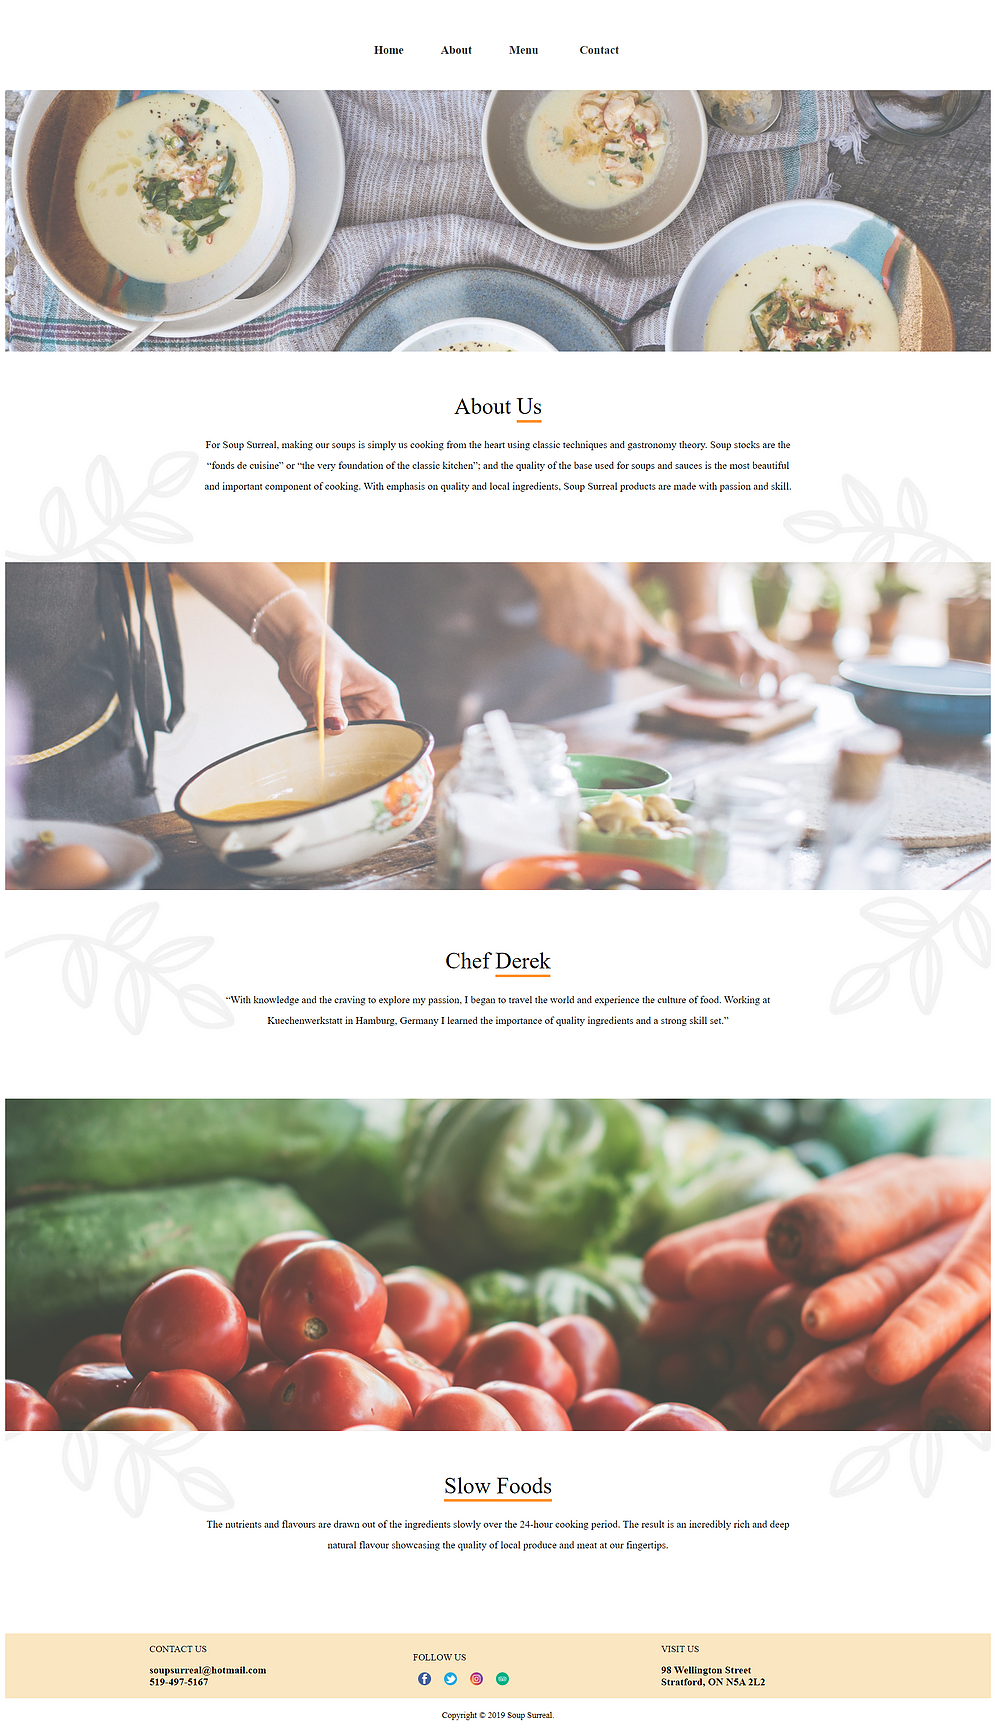 Home About Menu Contact
About Us
For Soup Surreal, making our soups is simply us cooking from the heart using classic techniques and gastronomy theory. Soup stocks are the
“fonds de cuisine” or “the very foundation of the classic kitchen”; and the quality of the base used for soups and sauces is the most beautiful
and important component of cooking. With emphasis on quality and local ingredients, Soup Surreal products are made with passion and skill.
Chef Derek
“With knowledge and the craving to explore my passion, I began to travel the world and experience the culture of food. Working at
Kuechenwerkstatt in Hamburg, Germany I learned the importance of quality ingredients and a strong skill set.”
Slow Foods
The nutrients and flavours are drawn out of the ingredients slowly over the 24-hour cooking period. The result is an incredibly rich and deep
natural flavour showcasing the quality of local produce and meat at our fingertips.
CONTACT US
soupsurreal@hotmail.com
519-497-5167
FOLLOW US
VISIT US
98 Wellington Street
Stratford, ON N5A 2L2
Copyright © 2019 Soup Surreal.